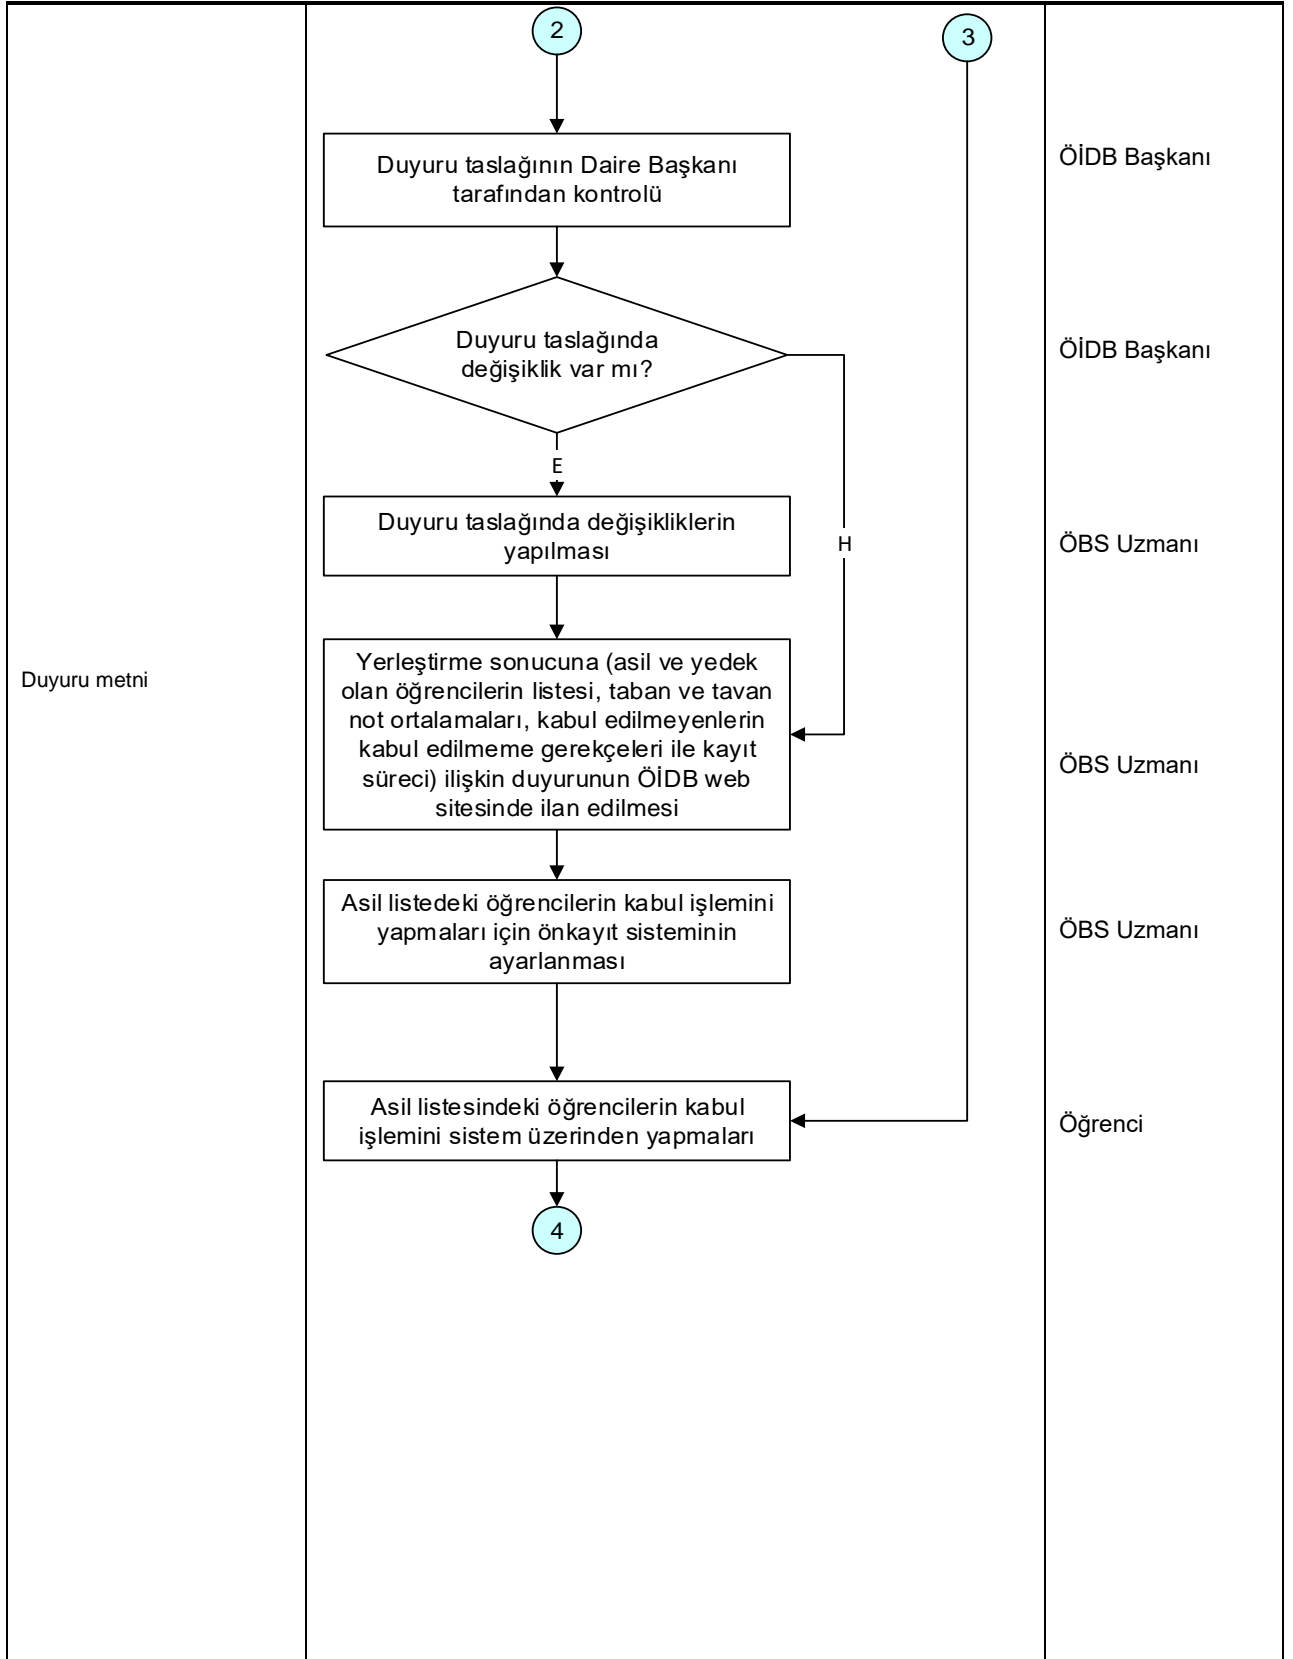 2
3
Duyuru taslağının Daire Başkanı
tarafından kontrolü
ÖİDB Başkanı
Duyuru taslağında
değişiklik var mı?
ÖİDB Başkanı
E
Duyuru taslağında değişikliklerin
yapılması
H
ÖBS Uzmanı
Duyuru metni
Yerleştirme sonucuna (asil ve yedek
olan öğrencilerin listesi, taban ve tavan
not ortalamaları, kabul edilmeyenlerin
kabul edilmeme gerekçeleri ile kayıt
süreci) ilişkin duyurunun ÖİDB web
sitesinde ilan edilmesi
ÖBS Uzmanı
Asil listedeki öğrencilerin kabul işlemini
yapmaları için önkayıt sisteminin
ayarlanması
ÖBS Uzmanı
Asil listesindeki öğrencilerin kabul
işlemini sistem üzerinden yapmaları
Öğrenci
4